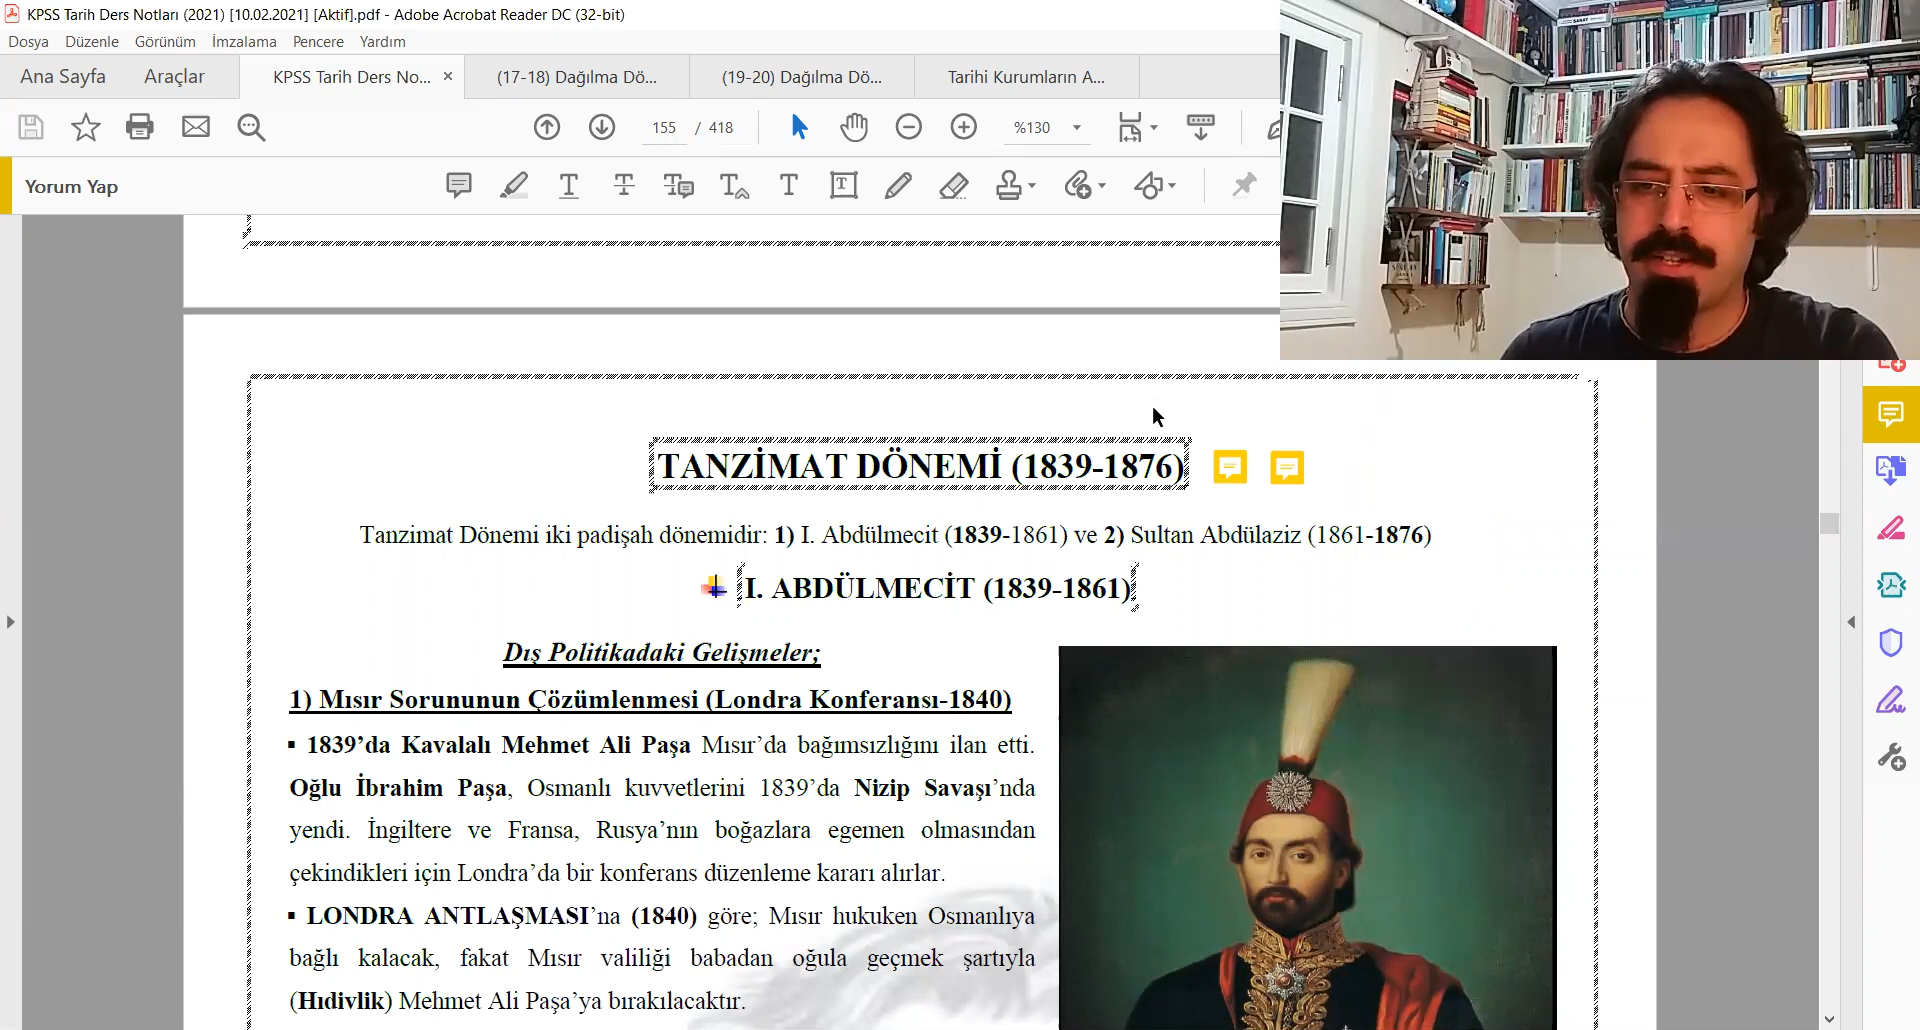 KPSS Tarih Ders Notları (2021) [10.02.2021] [Aktif].pdf - Adobe Acrobat Reader DC (32-bit)
Dosya Düzenle Görünüm İmzalama Pencere Yardım
Ana Sayfa Araçlar KPSS Tarih Ders No... × (17-18) Dağılma Dö... (19-20) Dağılma Dö... Tarihi Kurumların A...
155 / 418 %130
Yorum Yap
TANZİMAT DÖNEMİ (1839-1876)
Tanzimat Dönemi iki padişah dönemidir: 1) I. Abdülmecit (1839-1861) ve 2) Sultan Abdülaziz (1861-1876)
I. ABDÜLMECİT (1839-1861)
Dış Politikadaki Gelişmeler;
1) Mısır Sorununun Çözümlenmesi (Londra Konferansı-1840)
▪ 1839’da Kavalalı Mehmet Ali Paşa Mısır’da bağımsızlığını ilan etti.
Oğlu İbrahim Paşa, Osmanlı kuvvetlerini 1839’da Nizip Savaşı’nda
yendi. İngiltere ve Fransa, Rusya’nın boğazlara egemen olmasından
çekindikleri için Londra’da bir konferans düzenleme kararı alırlar.
▪ LONDRA ANTLAŞMASI’na (1840) göre; Mısır hukuken Osmanlıya
bağlı kalacak, fakat Mısır valiliği babadan oğula geçmek şartıyla
(Hıdivlik) Mehmet Ali Paşa’ya bırakılacaktır.